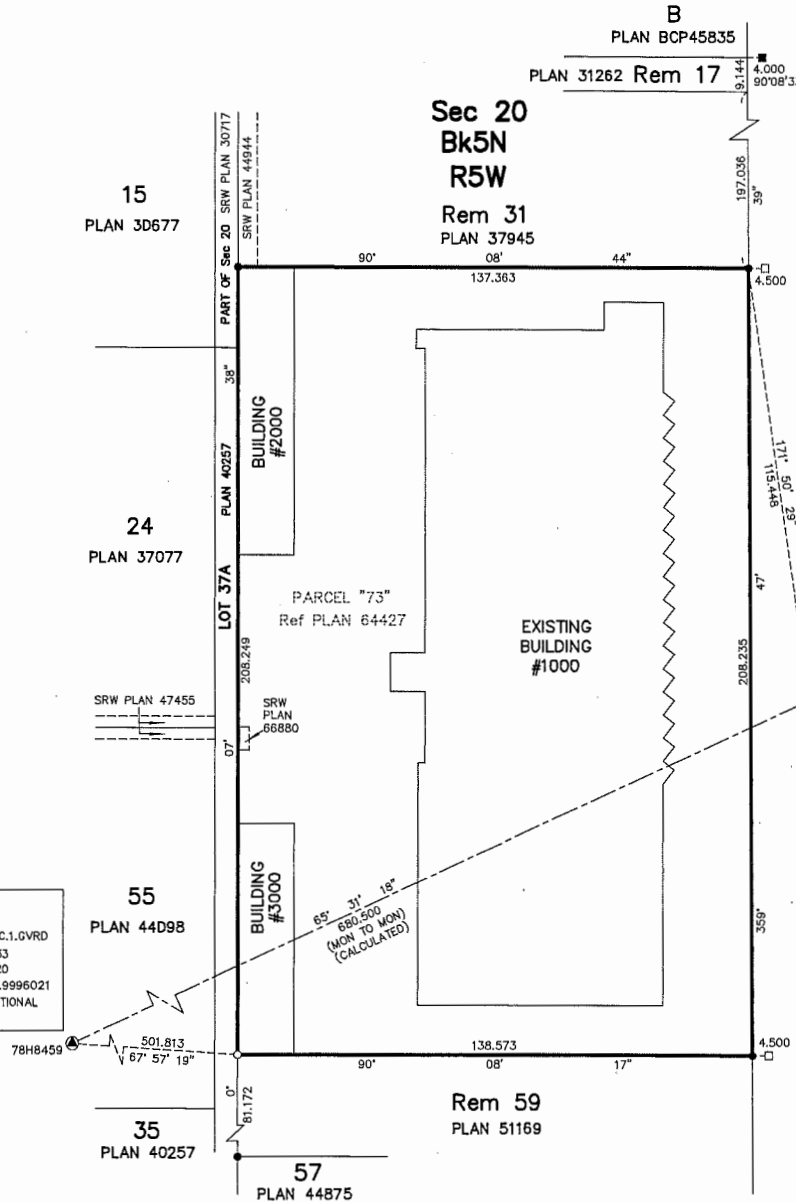 B
PLAN BCP45835
PLAN 31262 Rem 17
9.144
4.000
90°08'3
Sec 20
Bk5N
R5W
197.036
39"
Rem 31
PLAN 37945
15
PLAN 3D677
PART OF Sec 20
SRW PLAN 30717
SRW PLAN 44944
90° 08' 44"
137.363
4.500
38"
BUILDING
#2000
PLAN 40257
LOT 37A
24
PLAN 37077
171° 50' 29"
115.448
47'
PARCEL "73"
Ref PLAN 64427
EXISTING
BUILDING
#1000
208.249
208.235
SRW PLAN 47455
SRW
PLAN
66880
07'
BUILDING
#3000
55
PLAN 44D98
65° 31' 18"
680.500
(MON TO MON)
(CALCULATED)
359°
C.1.GVRD
63
20
.9996021
TIONAL
78H8459
501.813
67° 57' 19"
138.573
90° 08' 17"
4.500
0°
81.172
Rem 59
PLAN 51169
35
PLAN 40257
57
PLAN 44875